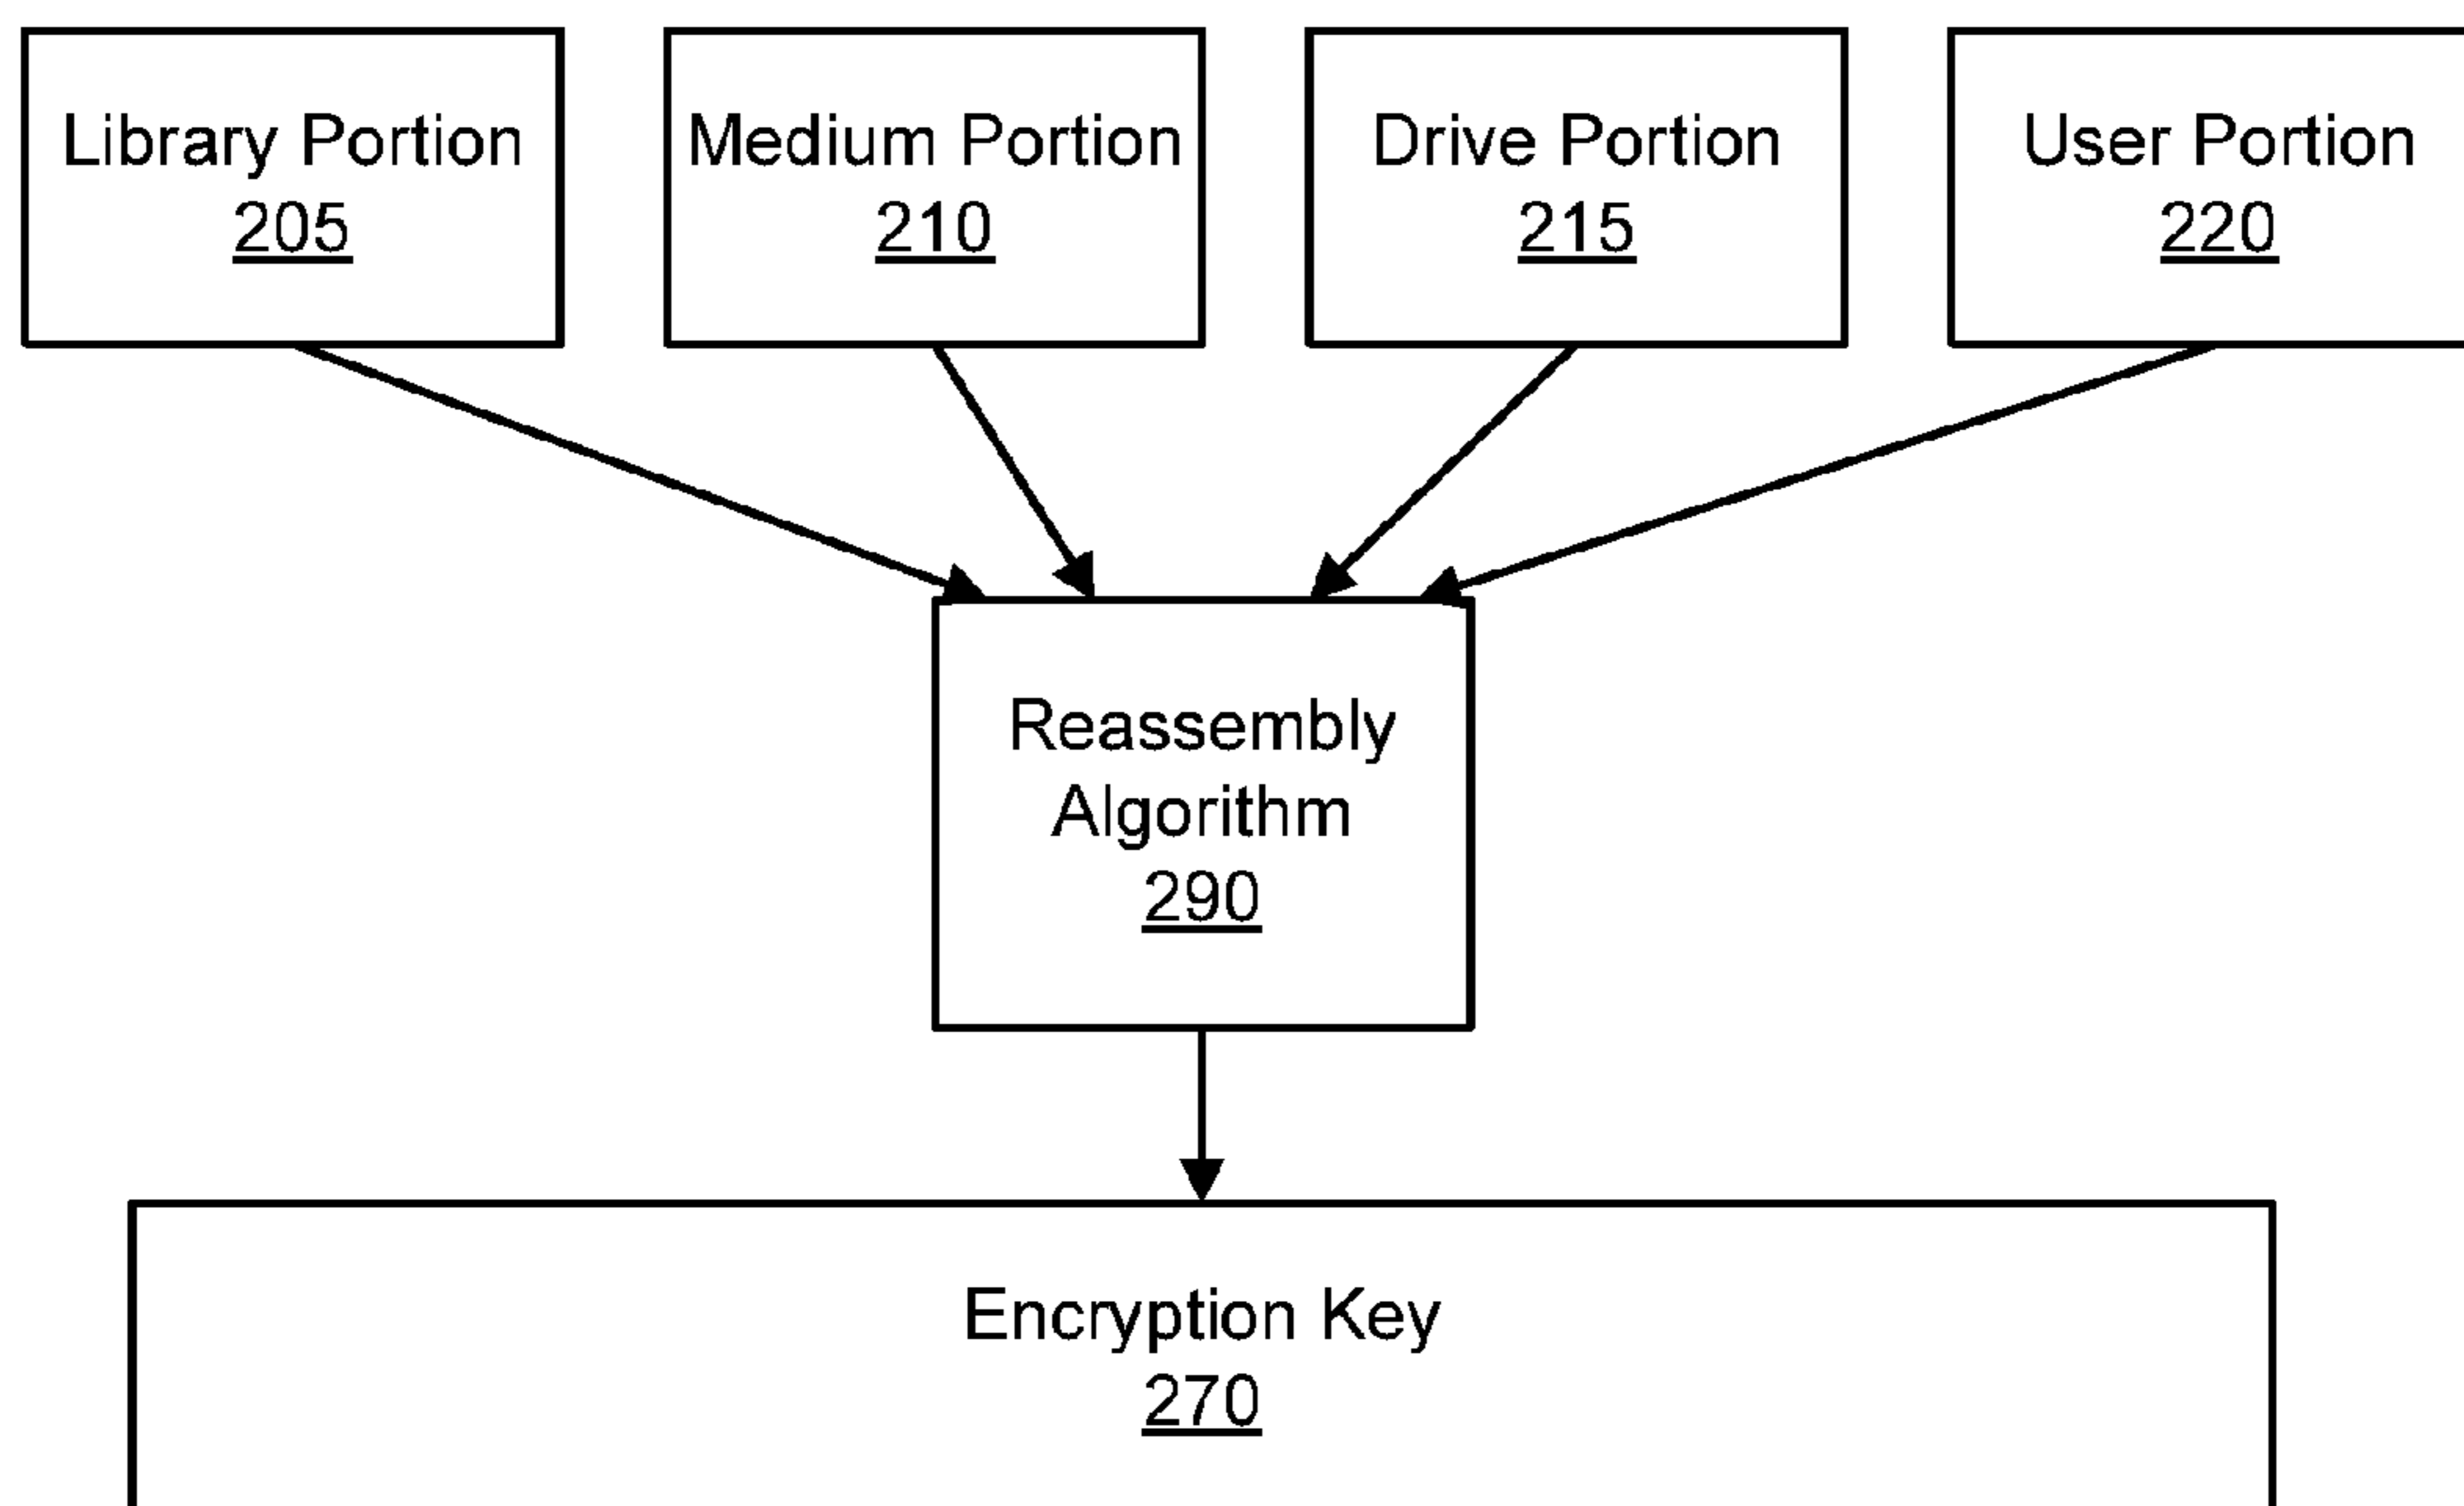 Library Portion
205
Medium Portion
210
Drive Portion
215
User Portion
220
Reassembly
Algorithm
290
Encryption Key
270